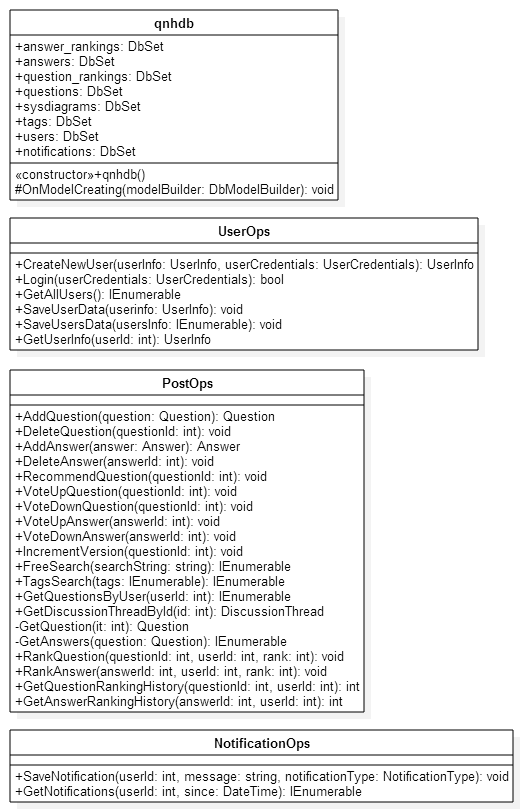 qnhdb
+answer_rankings: DbSet
+answers: DbSet
+question_rankings: DbSet
+questions: DbSet
+sysdiagrams: DbSet
+tags: DbSet
+users: DbSet
+notifications: DbSet
«constructor»+qnhdb()
#OnModelCreating(modelBuilder: DbModelBuilder): void
UserOps
+CreateNewUser(userInfo: UserInfo, userCredentials: UserCredentials): UserInfo
+Login(userCredentials: UserCredentials): bool
+GetAllUsers(): IEnumerable
+SaveUserData(userinfo: UserInfo): void
+SaveUsersData(usersInfo: IEnumerable): void
+GetUserInfo(userId: int): UserInfo
PostOps
+AddQuestion(question: Question): Question
+DeleteQuestion(questionId: int): void
+AddAnswer(answer: Answer): Answer
+DeleteAnswer(answerId: int): void
+RecommendQuestion(questionId: int): void
+VoteUpQuestion(questionId: int): void
+VoteDownQuestion(questionId: int): void
+VoteUpAnswer(answerId: int): void
+VoteDownAnswer(answerId: int): void
+IncrementVersion(questionId: int): void
+FreeSearch(searchString: string): IEnumerable
+TagsSearch(tags: IEnumerable): IEnumerable
+GetQuestionsByUser(userId: int): IEnumerable
+GetDiscussionThreadById(id: int): DiscussionThread
-GetQuestion(it: int): Question
-GetAnswers(question: Question): IEnumerable
+RankQuestion(questionId: int, userId: int, rank: int): void
+RankAnswer(answerId: int, userId: int, rank: int): void
+GetQuestionRankingHistory(questionId: int, userId: int): int
+GetAnswerRankingHistory(answerId: int, userId: int): int
NotificationOps
+SaveNotification(userId: int, message: string, notificationType: NotificationType): void
+GetNotifications(userId: int, since: DateTime): IEnumerable